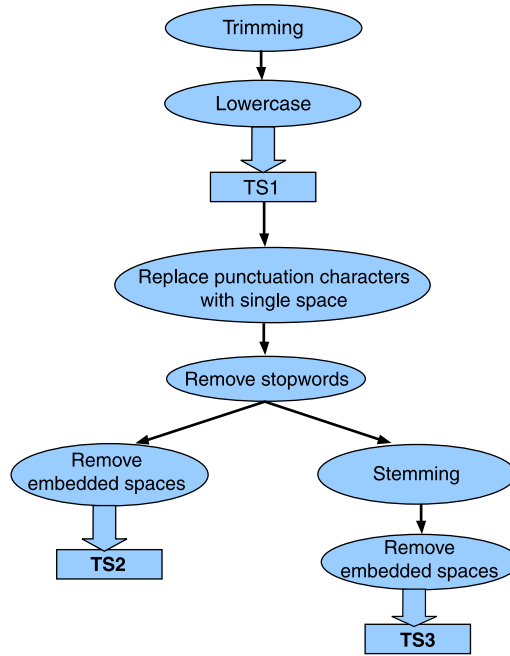 Trimming
Lowercase
TS1
Replace punctuation characters
with single space
Remove stopwords
Remove
embedded spaces
TS2
Stemming
Remove
embedded spaces
TS3